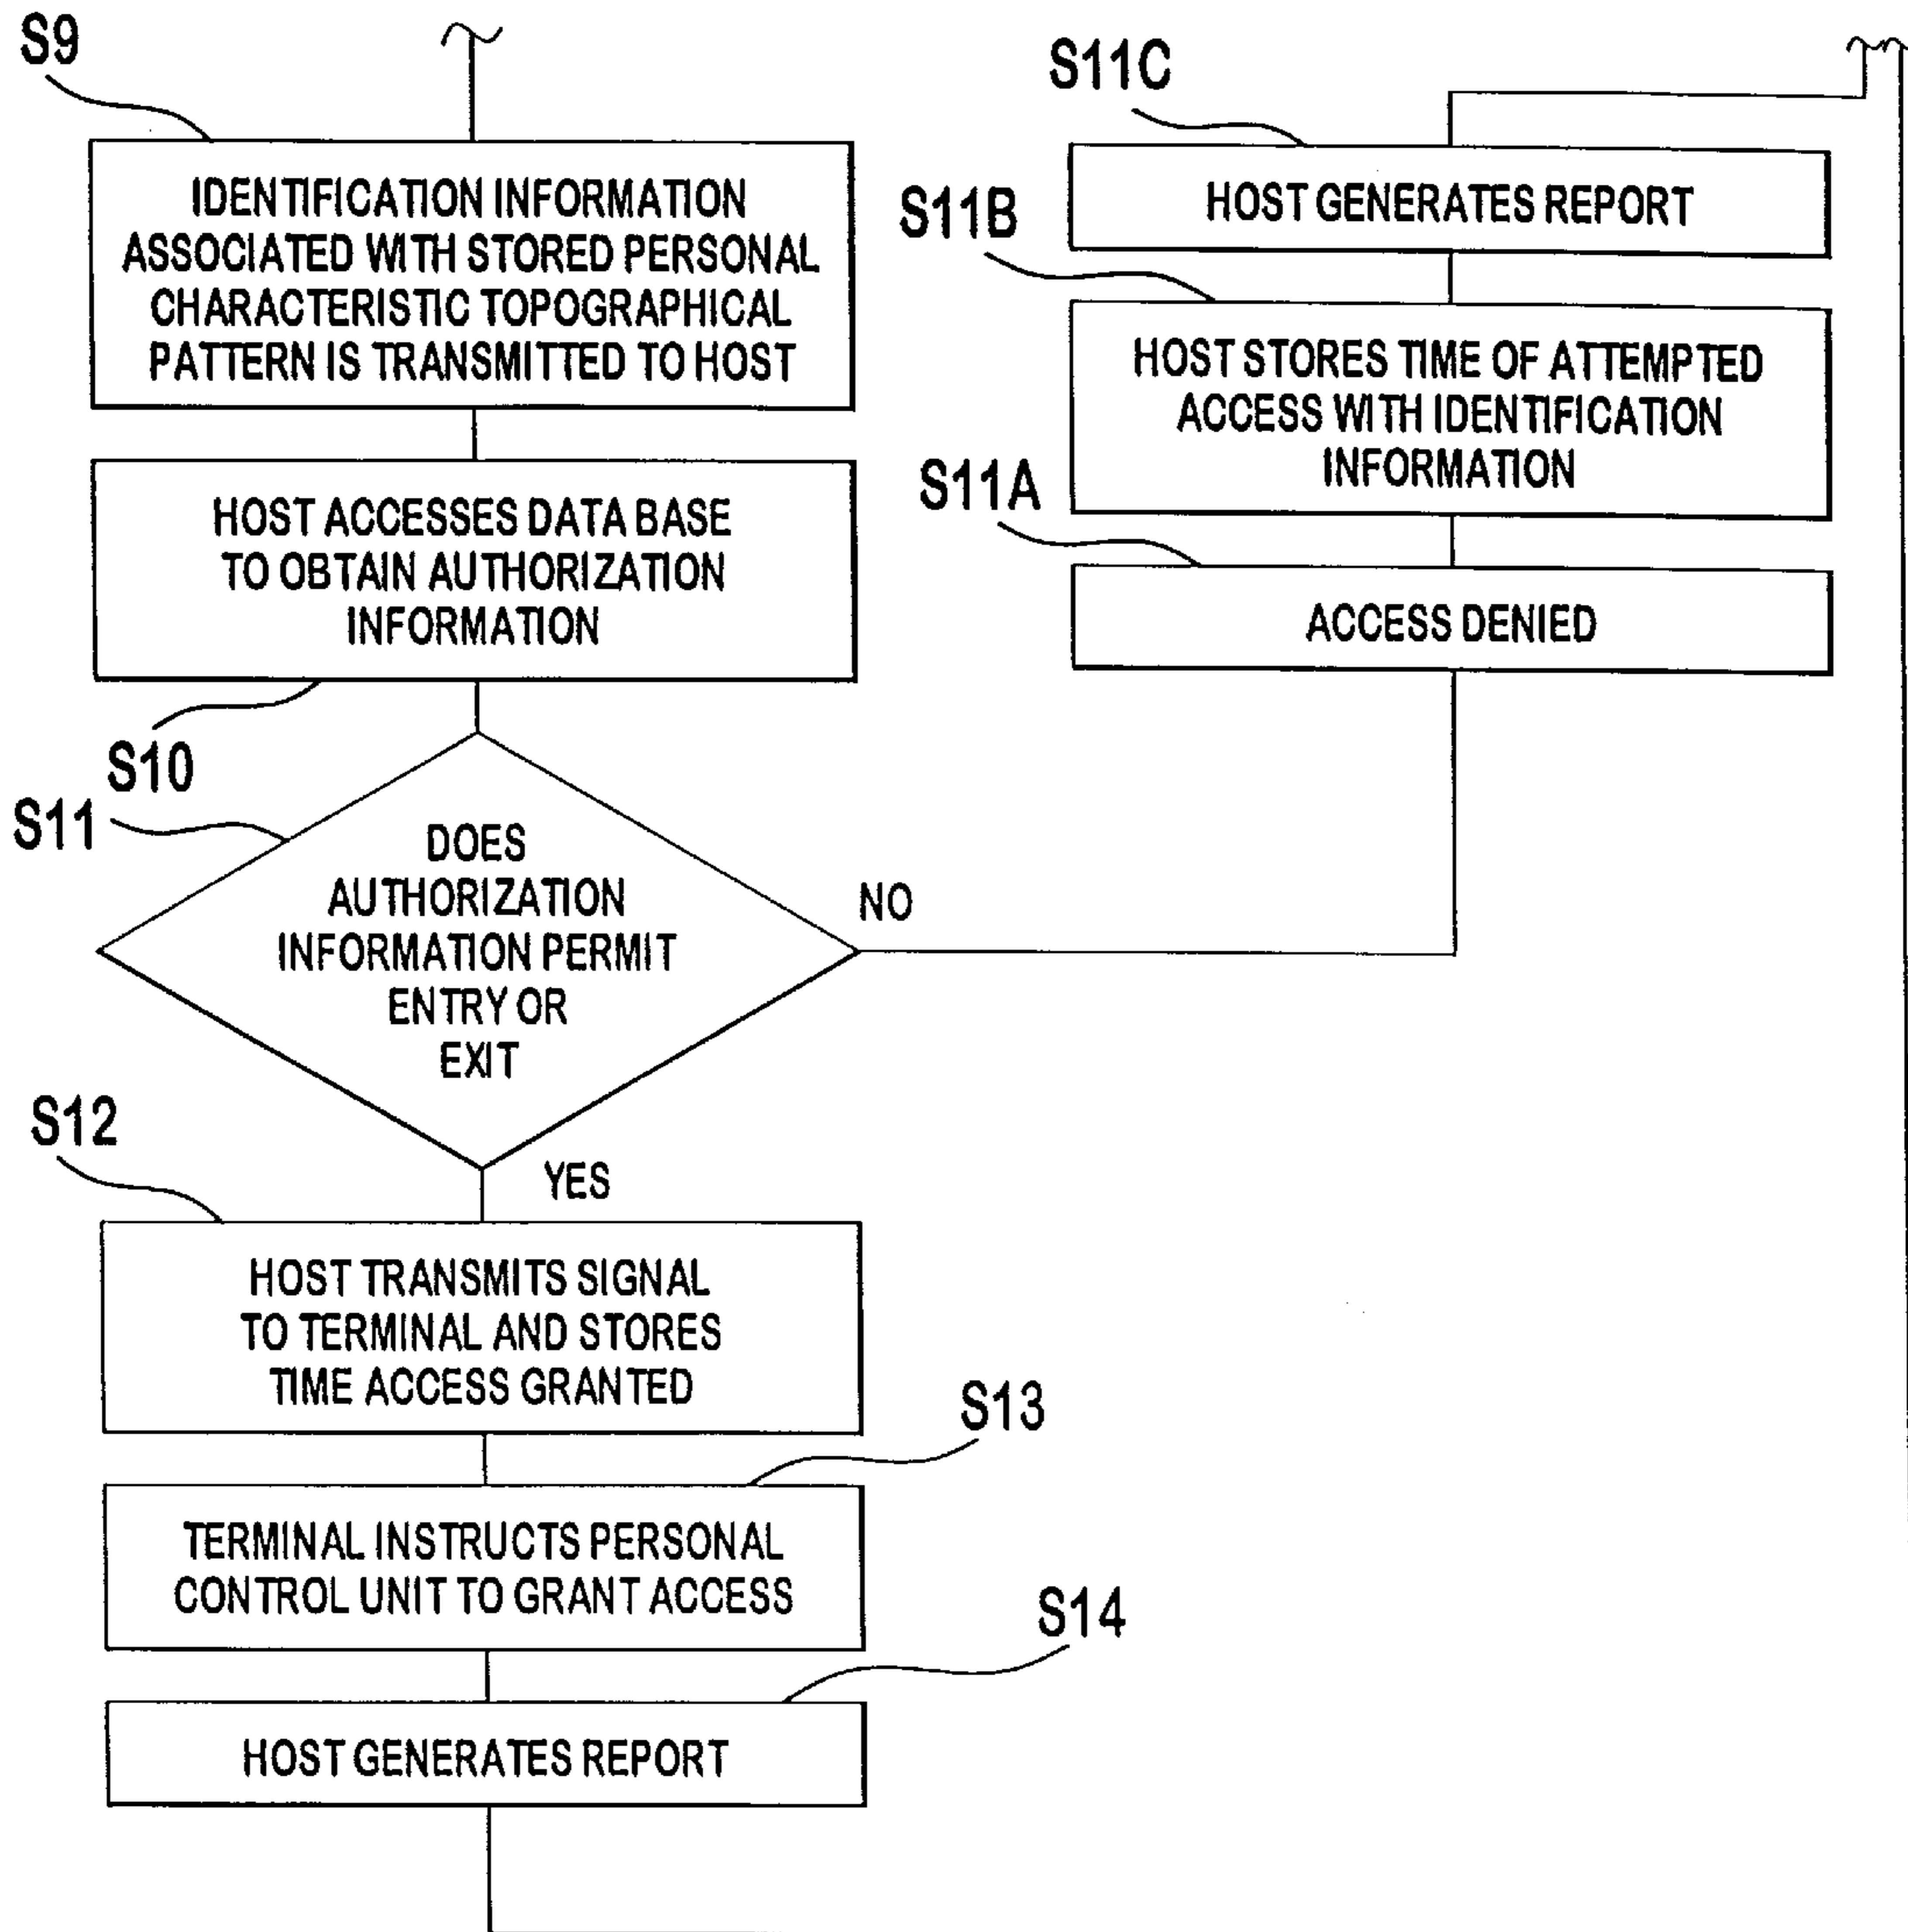 S9
IDENTIFICATION INFORMATION
ASSOCIATED WITH STORED PERSONAL
CHARACTERISTIC TOPOGRAPHICAL
PATTERN IS TRANSMITTED TO HOST
HOST ACCESSES DATA BASE
TO OBTAIN AUTHORIZATION
INFORMATION
S10
S11
DOES
AUTHORIZATION
INFORMATION PERMIT
ENTRY OR
EXIT
NO
YES
S11C
HOST GENERATES REPORT
S11B
HOST STORES TIME OF ATTEMPTED
ACCESS WITH IDENTIFICATION
INFORMATION
S11A
ACCESS DENIED
S12
HOST TRANSMITS SIGNAL
TO TERMINAL AND STORES
TIME ACCESS GRANTED
S13
TERMINAL INSTRUCTS PERSONAL
CONTROL UNIT TO GRANT ACCESS
S14
HOST GENERATES REPORT